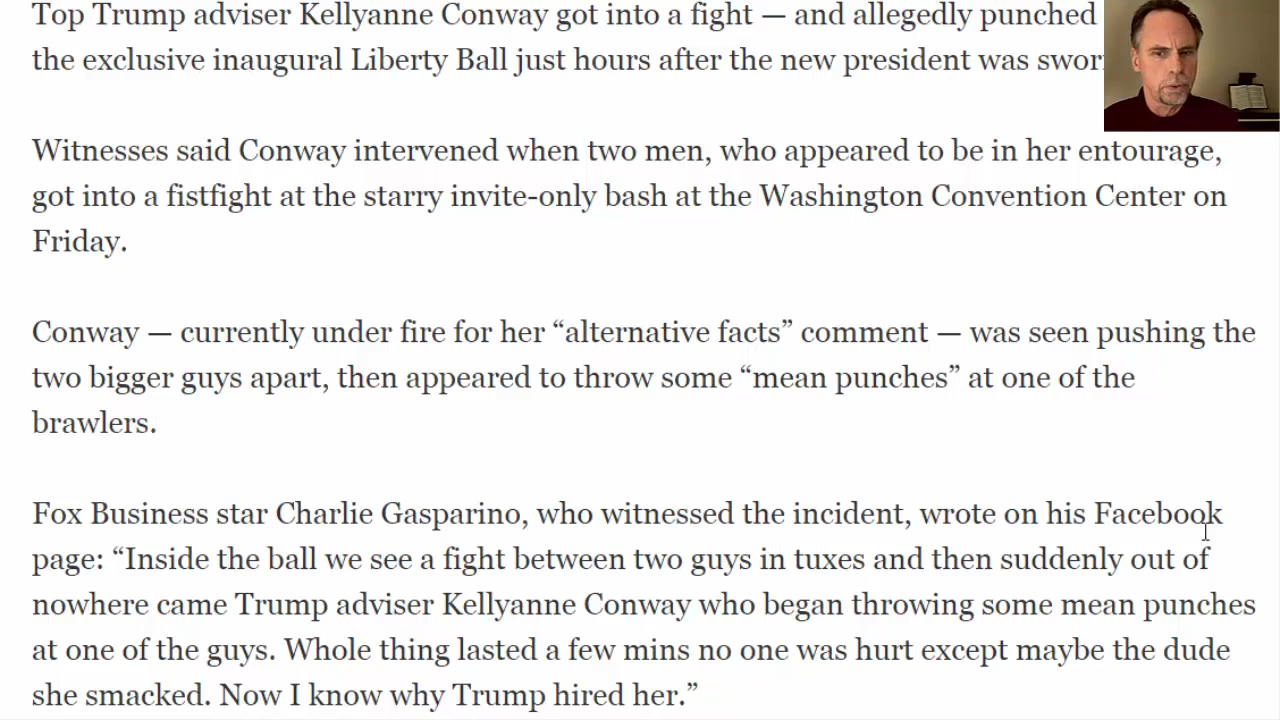 Top Trump adviser Kellyanne Conway got into a fight — and allegedly punched
the exclusive inaugural Liberty Ball just hours after the new president was
Witnesses said Conway intervened when two men, who appeared to be in her entourage,
got into a fistfight at the starry invite-only bash at the Washington Convention Center on
Friday.
Conway — currently under fire for her “alternative facts” comment — was seen pushing the
two bigger guys apart, then appeared to throw some “mean punches” at one of the
brawlers.
Fox Business star Charlie Gasparino, who witnessed the incident, wrote on his Facebook
page: “Inside the ball we see a fight between two guys in tuxes and then suddenly out of
nowhere came Trump adviser Kellyanne Conway who began throwing some mean punches
at one of the guys. Whole thing lasted a few mins no one was hurt except maybe the dude
she smacked. Now I know why Trump hired her.”